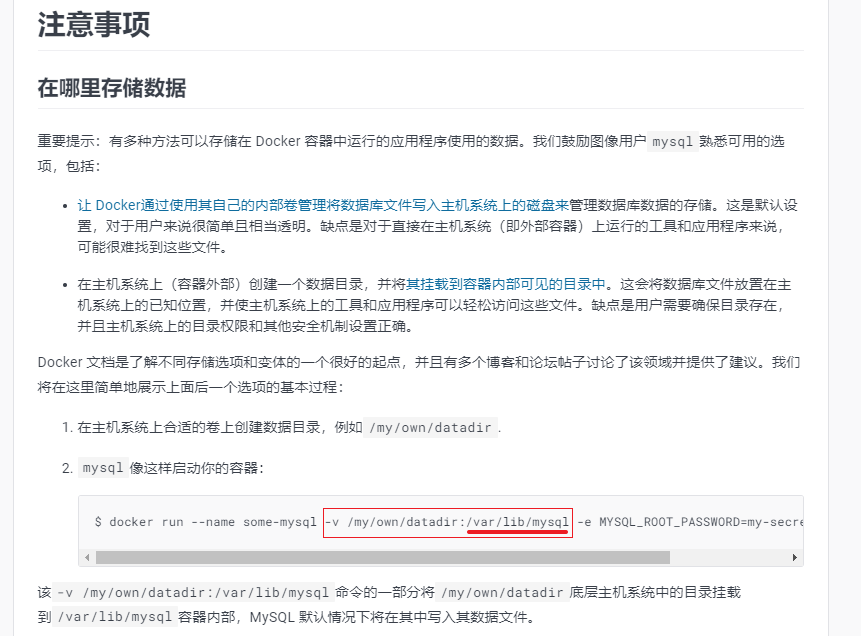 注意事项
在哪里存储数据
重要提示：有多种方法可以存储在 Docker 容器中运行的应用程序使用的数据。我们鼓励图像用户 mysql 熟悉可用的选
项，包括：
• 让 Docker通过使用其自己的内部卷管理将数据库文件写入主机系统上的磁盘来管理数据库数据的存储。这是默认设
置，对于用户来说很简单且相当透明。缺点是对于直接在主机系统（即外部容器）上运行的工具和应用程序来说，
可能很难找到这些文件。
• 在主机系统上（容器外部）创建一个数据目录，并将其挂载到容器内部可见的目录中。这会将数据库文件放置在主
机系统上的已知位置，并使主机系统上的工具和应用程序可以轻松访问这些文件。缺点是用户需要确保目录存在，
并且主机系统上的目录权限和其他安全机制设置正确。
Docker 文档是了解不同存储选项和变体的一个很好的起点，并且有多个博客和论坛帖子讨论了该领域并提供了建议。我们
将在这里简单地展示上面后一个选项的基本过程：
1. 在主机系统上合适的卷上创建数据目录，例如 /my/own/datadir .
2. mysql 像这样启动你的容器：
$ docker run --name some-mysql -v /my/own/datadir:/var/lib/mysql -e MYSQL_ROOT_PASSWORD=my-secre
该 -v /my/own/datadir:/var/lib/mysql 命令的一部分将 /my/own/datadir 底层主机系统中的目录挂载
到 /var/lib/mysql 容器内部，MySQL 默认情况下将在其中写入其数据文件。